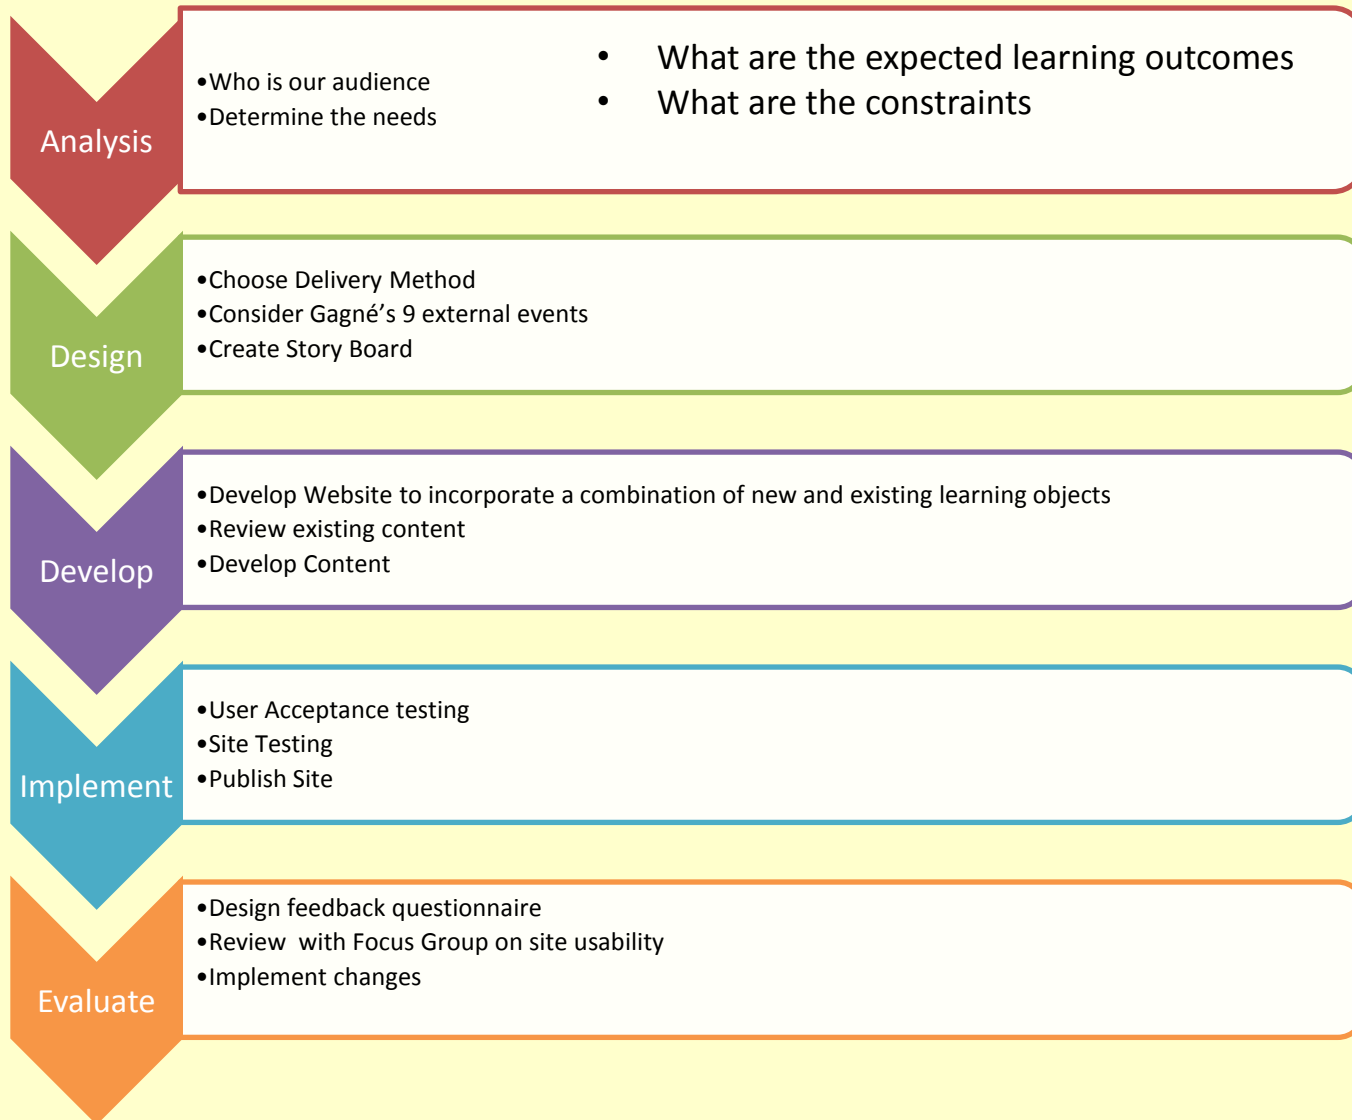 Analysis
•Who is our audience
•Determine the needs
• What are the expected learning outcomes
• What are the constraints
Design
•Choose Delivery Method
•Consider Gagné’s 9 external events
•Create Story Board
Develop
•Develop Website to incorporate a combination of new and existing learning objects
•Review existing content
•Develop Content
Implement
•User Acceptance testing
•Site Testing
•Publish Site
Evaluate
•Design feedback questionnaire
•Review  with Focus Group on site usability
•Implement changes